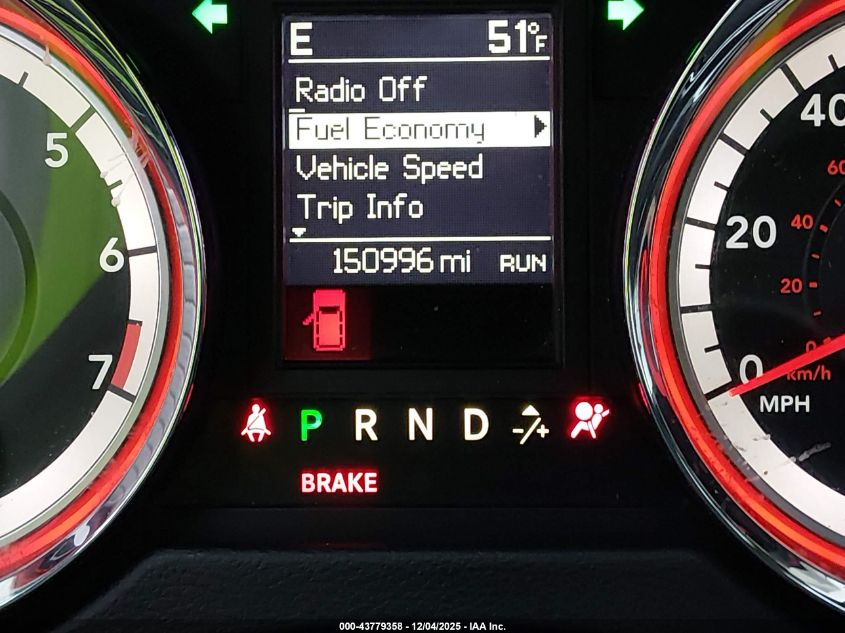 E 51°F
Radio Off
Fuel Economy
Vehicle Speed
Trip Info
150996 mi RUN
5
6
7
40
20
0
MPH
60
40
20
0
km/h
P R N D -/+
BRAKE
000-43779358 - 12/04/2025 - IAA Inc.